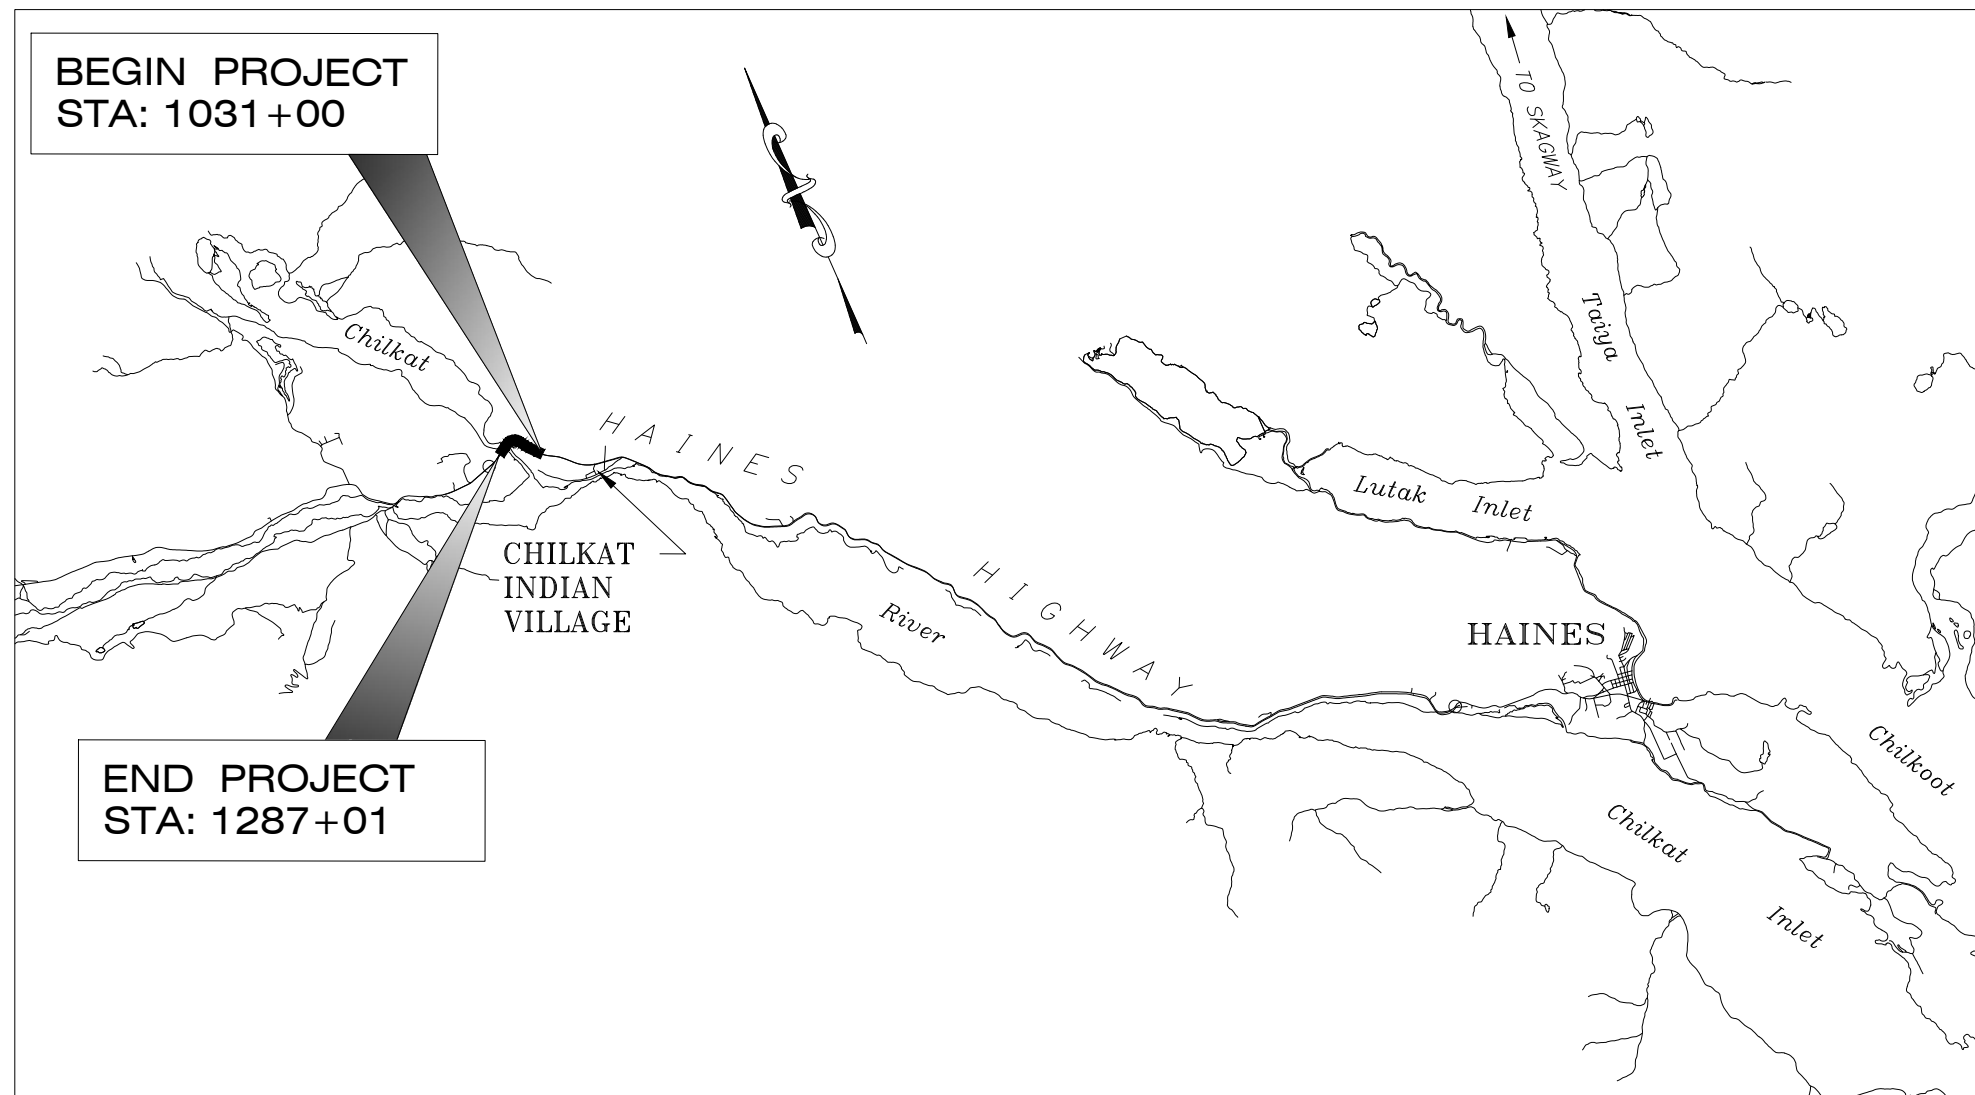 BEGIN PROJECT
STA: 1031+00
TO SKAGWAY
Taiya
Inlet
Chilkat
HAINES
Lutak Inlet
CHILKAT
INDIAN
VILLAGE
HIGHWAY
River
HAINES
END PROJECT
STA: 1287+01
Chilkoot
Chilkat
Inlet